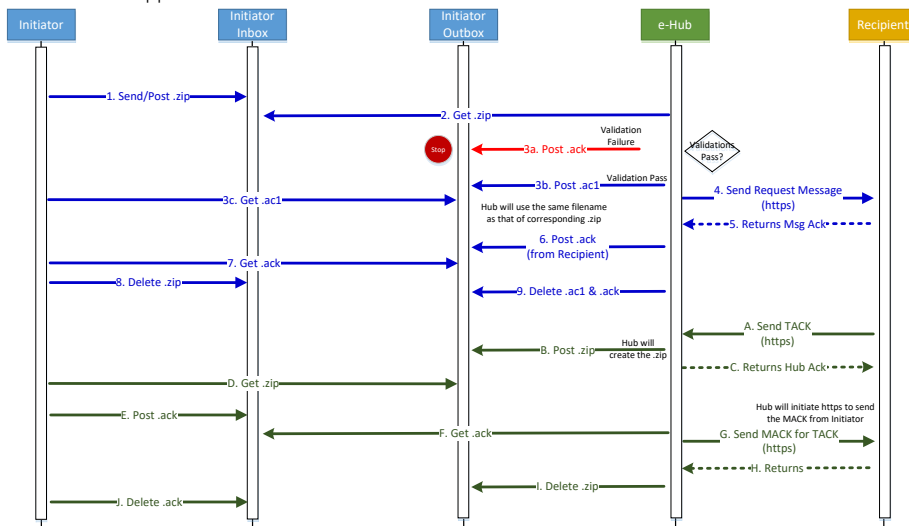 Initiator
Initiator
Inbox
Initiator
Outbox
e-Hub
Recipient
1. Send/Post .zip
2. Get .zip
Validation
Failure
Stop
3a. Post .ack
Validations
Pass?
3b. Post .ac1
Validation Pass
3c. Get .ac1
4. Send Request Message
(https)
Hub will use the same filename
as that of corresponding .zip
5. Returns Msg Ack
6. Post .ack
(from Recipient)
7. Get .ack
8. Delete .zip
9. Delete .ac1 & .ack
A. Send TACK
(https)
B. Post .zip
Hub will
create the .zip
C. Returns Hub Ack
D. Get .zip
E. Post .ack
Hub will initiate https to send
the MACK from Initiator
F. Get .ack
G. Send MACK for TACK
(https)
H. Returns
I. Delete .zip
J. Delete .ack